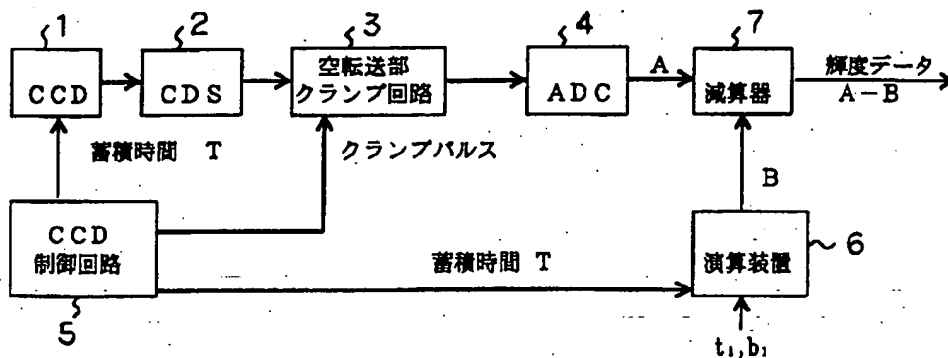 1
2
3
4
7
CCD
CDS
空転送部
クランプ回路
ADC
A
減算器
輝度データ
A-B
蓄積時間 T
クランプパルス
B
CCD
制御回路
5
蓄積時間 T
演算装置
6
t₁,b₁